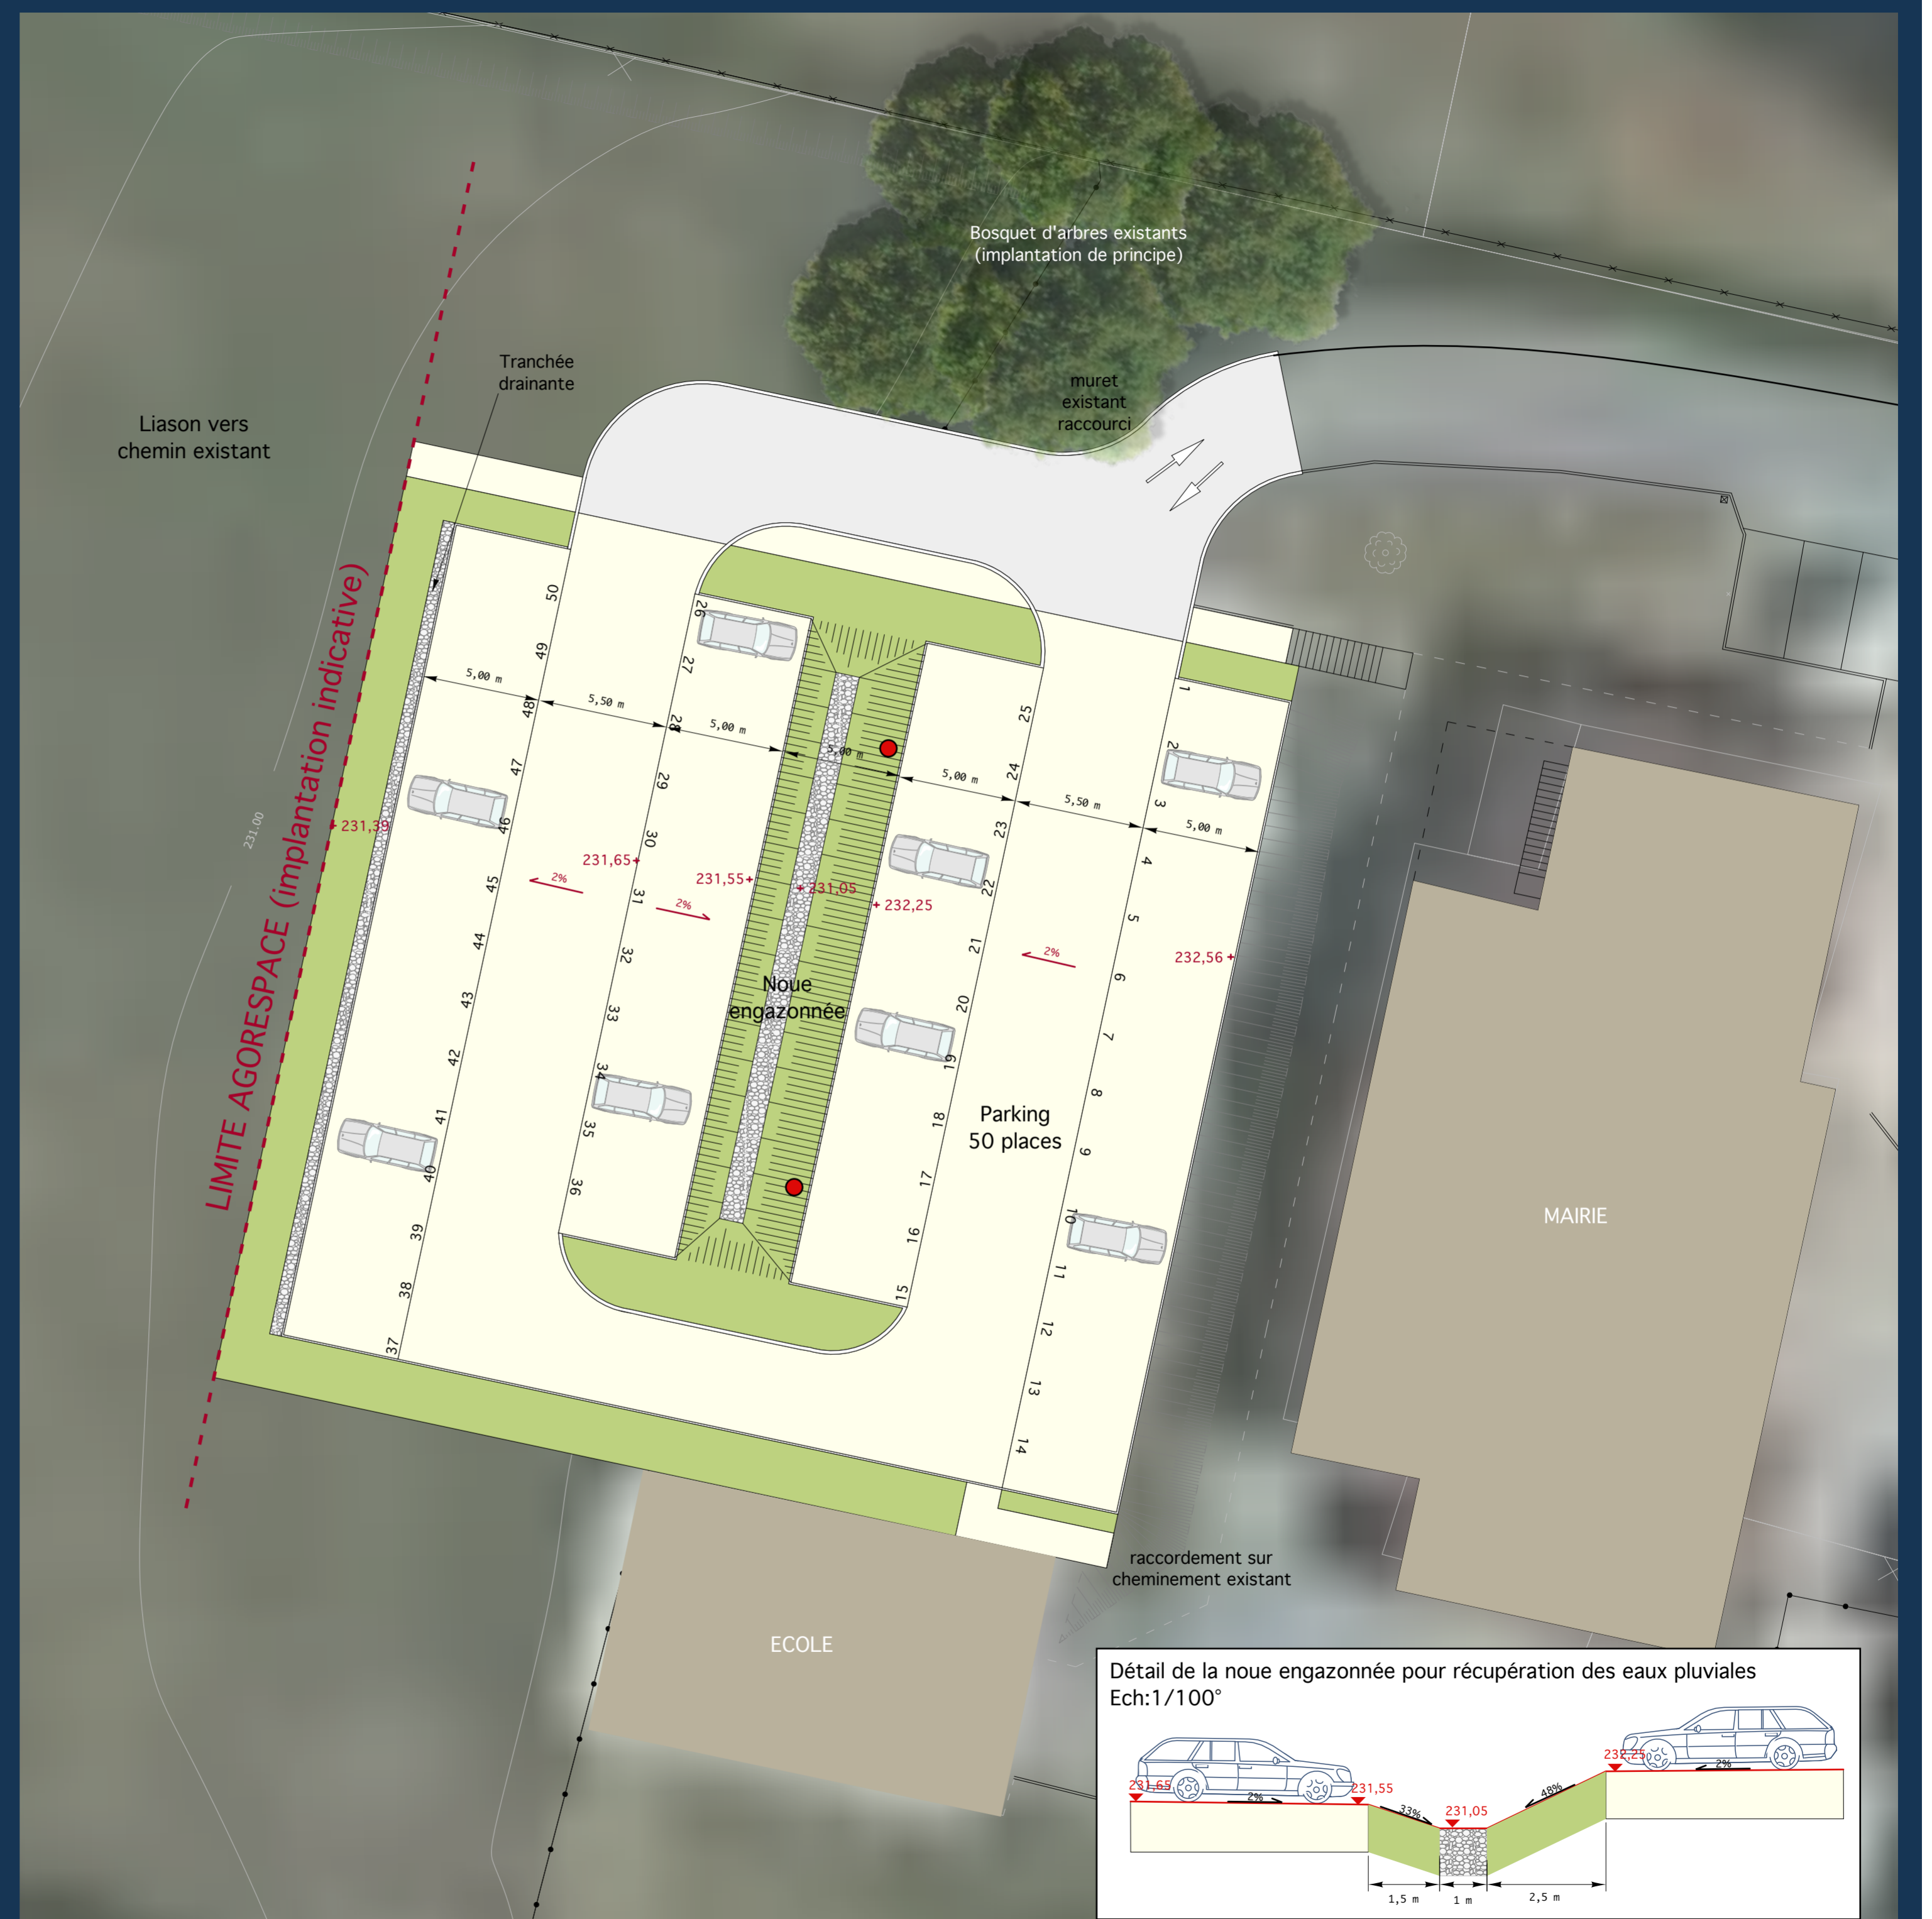 Bosquet d'arbres existants
(implantation de principe)
Tranchée
drainante
muret
existant
raccourci
Liason vers
chemin existant
LIMITE AGORESPACE (implantation indicative)
231.00
50
49
48
47
46
45
44
43
42
41
40
39
38
37
26
27
28
29
30
31
32
33
34
35
36
25
24
23
22
21
20
19
18
17
16
15
1
2
3
4
5
6
7
8
9
10
11
12
13
14
5,00 m
5,50 m
5,00 m
5,00 m
5,00 m
5,50 m
5,00 m
231,39
231,65
231,55
231,05
232,25
232,56
2%
2%
2%
Noue
engazonnée
Parking
50 places
MAIRIE
ECOLE
raccordement sur
cheminement existant
Détail de la noue engazonnée pour récupération des eaux pluviales
Ech:1/100°
231,65
2%
231,55
33%
231,05
48%
232,25
2%
1,5 m
1 m
2,5 m